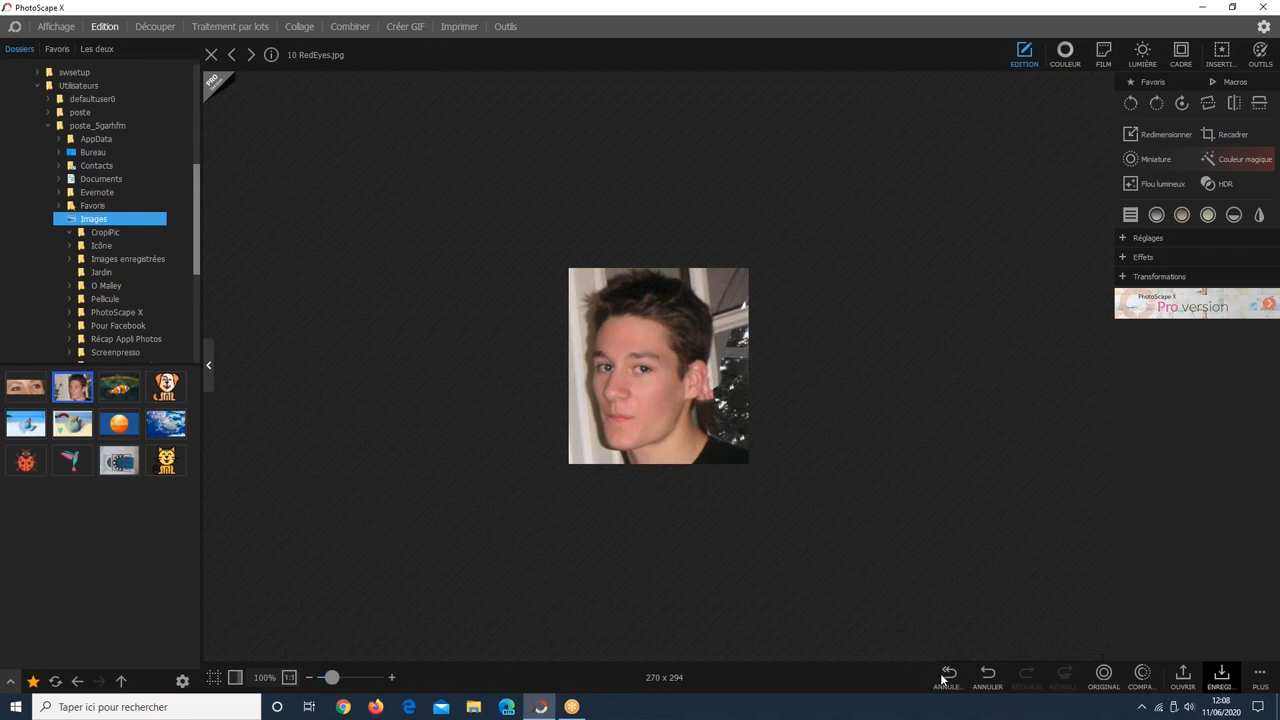 PhotoScape X
Affichage Edition Découper Traitement par lots Collage Combiner Créer GIF Imprimer Outils
Dossiers Favoris Les deux
10 RedEyes.jpg
EDITION COULEUR FILM LUMIÈRE CADRE INSERTI... OUTILS
PRO
swsetup
Utilisateurs
defaultuser0
poste
poste_5garhfm
AppData
Bureau
Contacts
Documents
Evernote
Favoris
Images
CropiPic
Icône
Images enregistrées
Jardin
O Malley
Pellicule
PhotoScape X
Pour Facebook
Récap Appli Photos
Screenpresso
Favoris Macros
Redimensionner Recadrer
Miniature Couleur magique
Flou lumineux HDR
Réglages
Effets
Transformations
PhotoScape X
Pro version
100% 1:1
270 x 294
ANNULE... ANNULER RÉTABLIR RÉTABLI... ORIGINAL COMPA... OUVRIR ENREGI... PLUS
Taper ici pour rechercher
12:08
11/06/2020